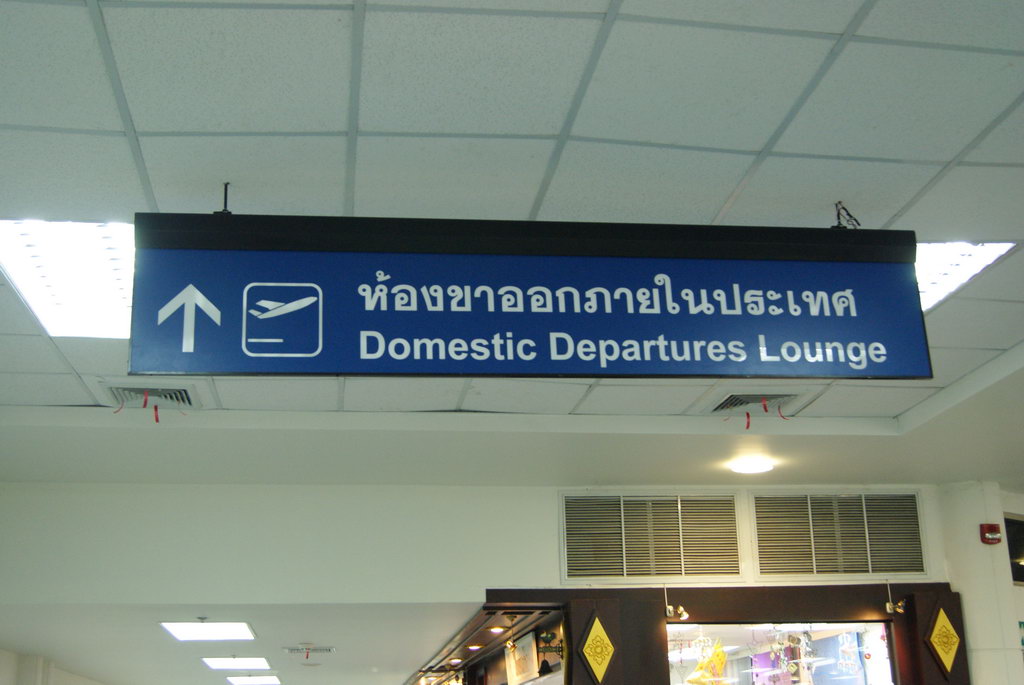 ห้องขาออกภายในประเทศ
Domestic Departures Lounge